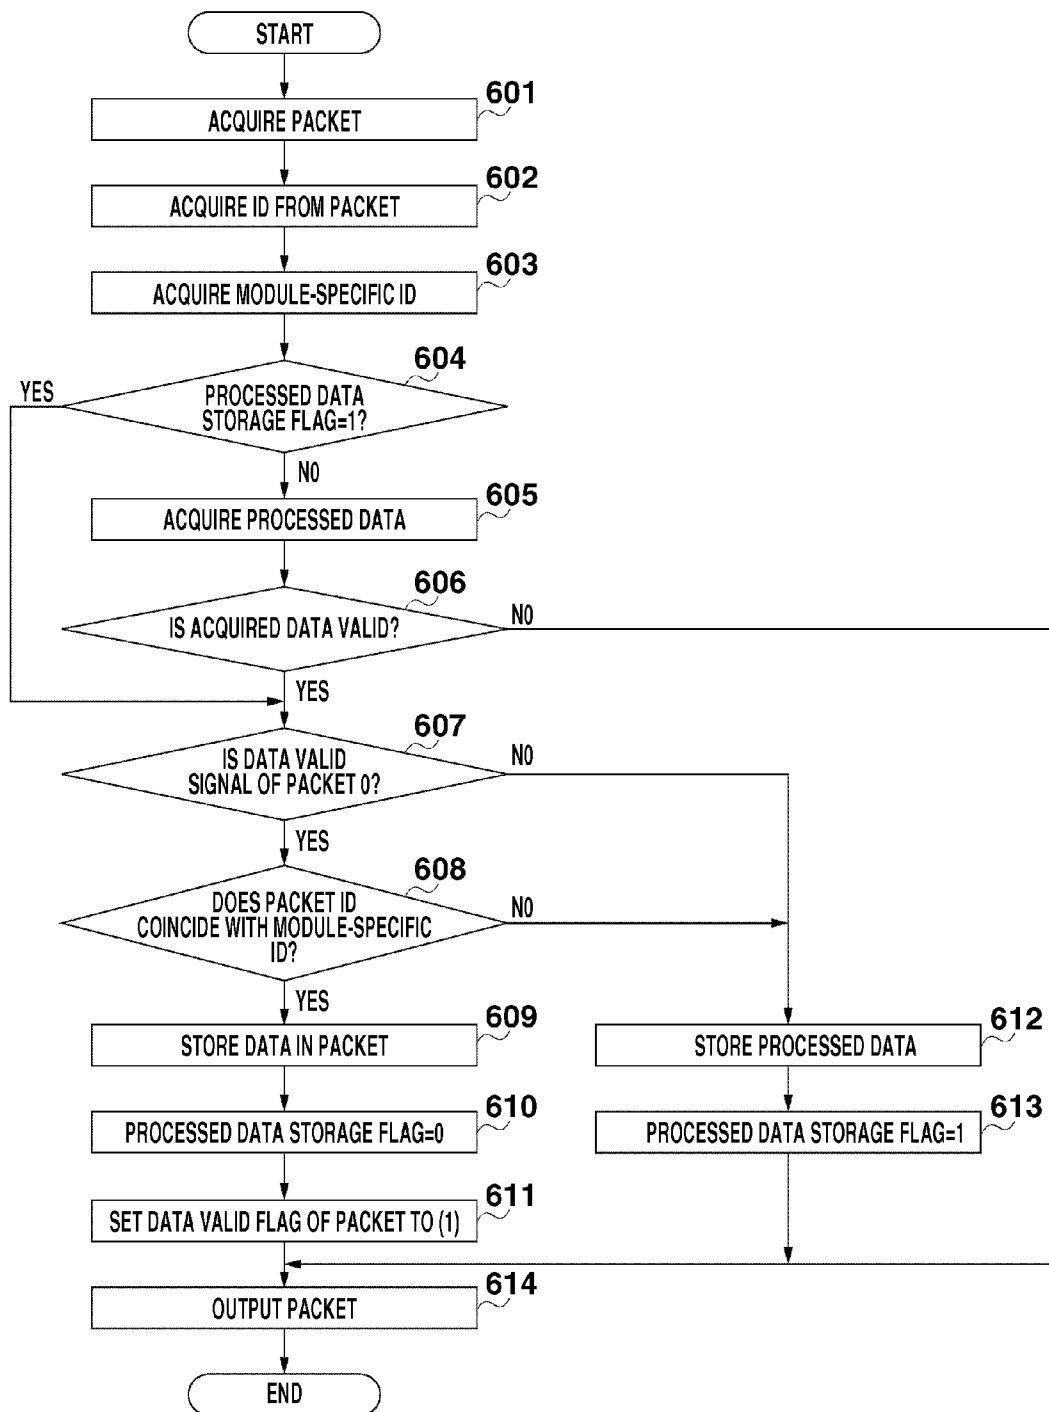 START
601
ACQUIRE PACKET
602
ACQUIRE ID FROM PACKET
603
ACQUIRE MODULE-SPECIFIC ID
604
YES
PROCESSED DATA
STORAGE FLAG=1?
NO
605
ACQUIRE PROCESSED DATA
606
NO
IS ACQUIRED DATA VALID?
YES
607
NO
IS DATA VALID
SIGNAL OF PACKET 0?
YES
608
DOES PACKET ID
COINCIDE WITH MODULE-SPECIFIC
ID?
NO
YES
609
STORE DATA IN PACKET
612
STORE PROCESSED DATA
610
PROCESSED DATA STORAGE FLAG=0
613
PROCESSED DATA STORAGE FLAG=1
611
SET DATA VALID FLAG OF PACKET TO (1)
614
OUTPUT PACKET
END